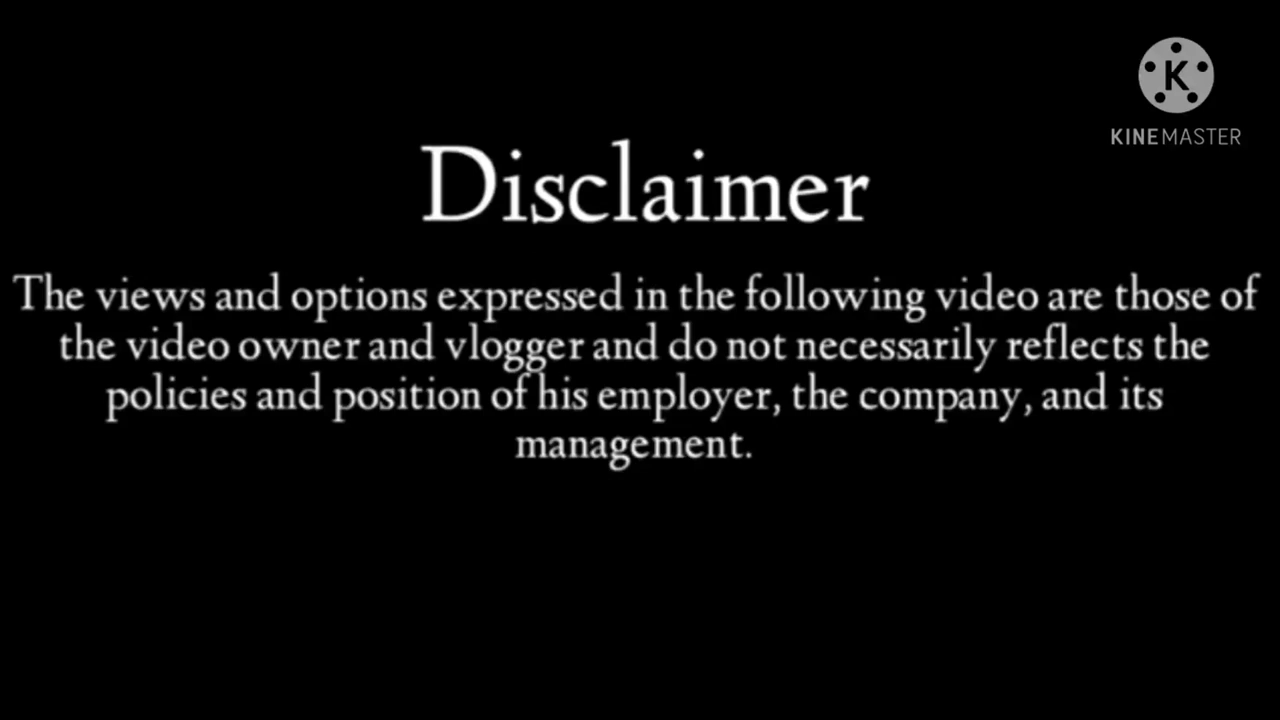 K
KINEMASTER
Disclaimer
The views and options expressed in the following video are those of
the video owner and vlogger and do not necessarily reflects the
policies and position of his employer, the company, and its
management.